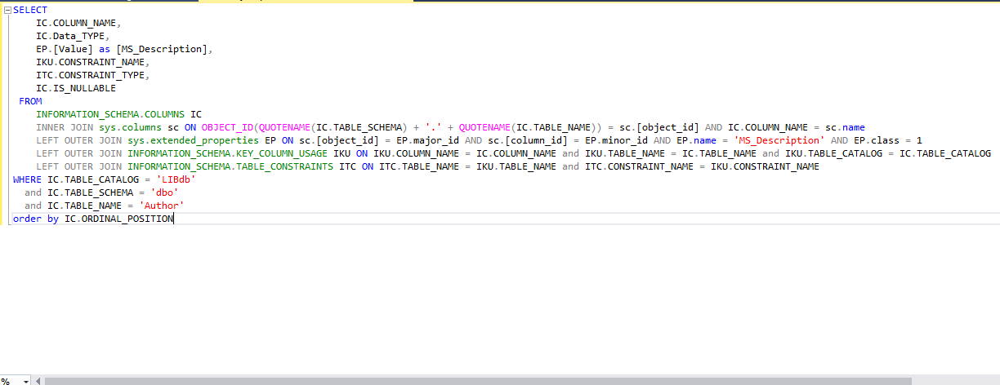 SELECT
IC.COLUMN_NAME,
IC.Data_TYPE,
EP.[Value] as [MS_Description],
IKU.CONSTRAINT_NAME,
ITC.CONSTRAINT_TYPE,
IC.IS_NULLABLE
FROM
INFORMATION_SCHEMA.COLUMNS IC
INNER JOIN sys.columns sc ON OBJECT_ID(QUOTENAME(IC.TABLE_SCHEMA) + '.' + QUOTENAME(IC.TABLE_NAME)) = sc.[object_id] AND IC.COLUMN_NAME = sc.name
LEFT OUTER JOIN sys.extended_properties EP ON sc.[object_id] = EP.major_id AND sc.[column_id] = EP.minor_id AND EP.name = 'MS_Description' AND EP.class = 1
LEFT OUTER JOIN INFORMATION_SCHEMA.KEY_COLUMN_USAGE IKU ON IKU.COLUMN_NAME = IC.COLUMN_NAME and IKU.TABLE_NAME = IC.TABLE_NAME and IKU.TABLE_CATALOG = IC.TABLE_CATALOG
LEFT OUTER JOIN INFORMATION_SCHEMA.TABLE_CONSTRAINTS ITC ON ITC.TABLE_NAME = IKU.TABLE_NAME and ITC.CONSTRAINT_NAME = IKU.CONSTRAINT_NAME
WHERE IC.TABLE_CATALOG = 'LIBdb'
and IC.TABLE_SCHEMA = 'dbo'
and IC.TABLE_NAME = 'Author'
order by IC.ORDINAL_POSITION
%